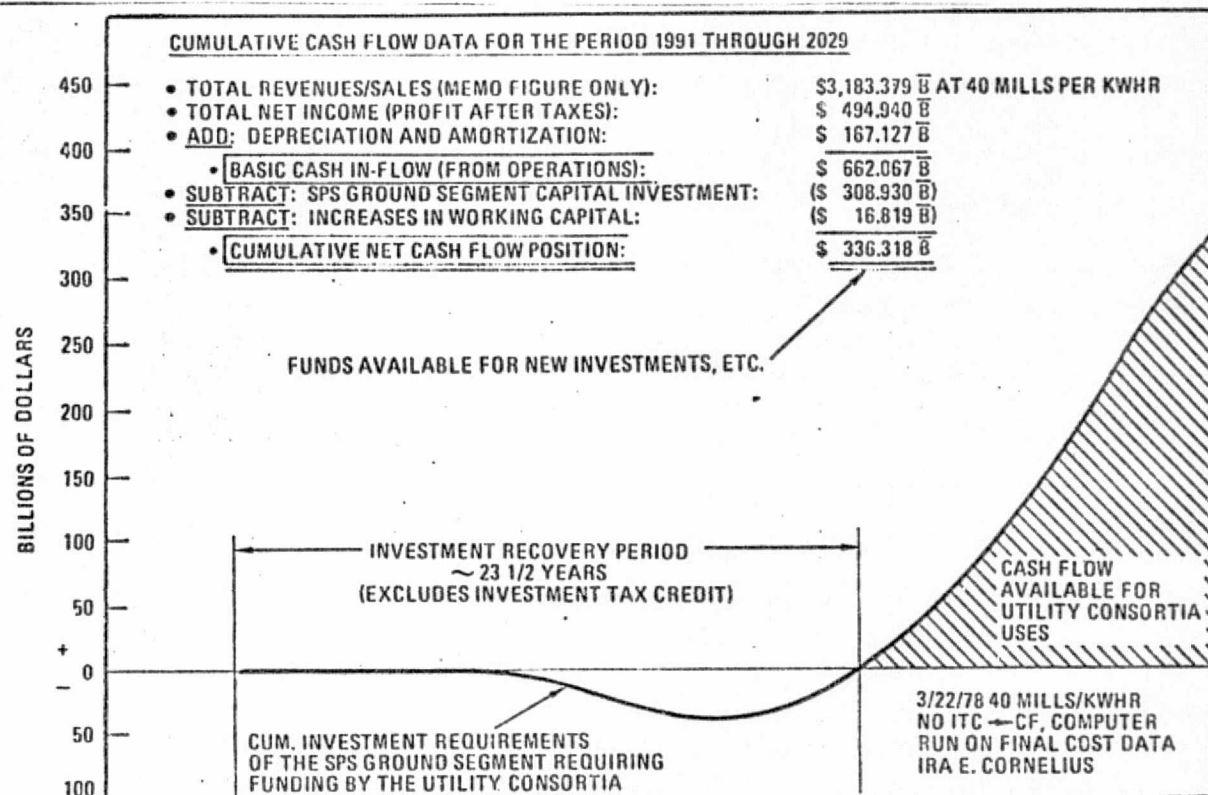 CUMULATIVE CASH FLOW DATA FOR THE PERIOD 1991 THROUGH 2029
• TOTAL REVENUES/SALES (MEMO FIGURE ONLY): $3,183.379 B̅ AT 40 MILLS PER KWHR
• TOTAL NET INCOME (PROFIT AFTER TAXES): $ 494.940 B̅
• ADD: DEPRECIATION AND AMORTIZATION: $ 167.127 B̅
• BASIC CASH IN-FLOW (FROM OPERATIONS): $ 662.067 B̅
• SUBTRACT: SPS GROUND SEGMENT CAPITAL INVESTMENT: ($ 308.930 B̅)
• SUBTRACT: INCREASES IN WORKING CAPITAL: ($ 16.819 B̅)
• CUMULATIVE NET CASH FLOW POSITION: $ 336.318 B̅
FUNDS AVAILABLE FOR NEW INVESTMENTS, ETC.
BILLIONS OF DOLLARS
450
400
350
300
250
200
150
100
50
+
0
–
50
100
INVESTMENT RECOVERY PERIOD
~ 23 1/2 YEARS
(EXCLUDES INVESTMENT TAX CREDIT)
CASH FLOW
AVAILABLE FOR
UTILITY CONSORTIA
USES
CUM. INVESTMENT REQUIREMENTS
OF THE SPS GROUND SEGMENT REQUIRING
FUNDING BY THE UTILITY CONSORTIA
3/22/78 40 MILLS/KWHR
NO ITC → CF, COMPUTER
RUN ON FINAL COST DATA
IRA E. CORNELIUS